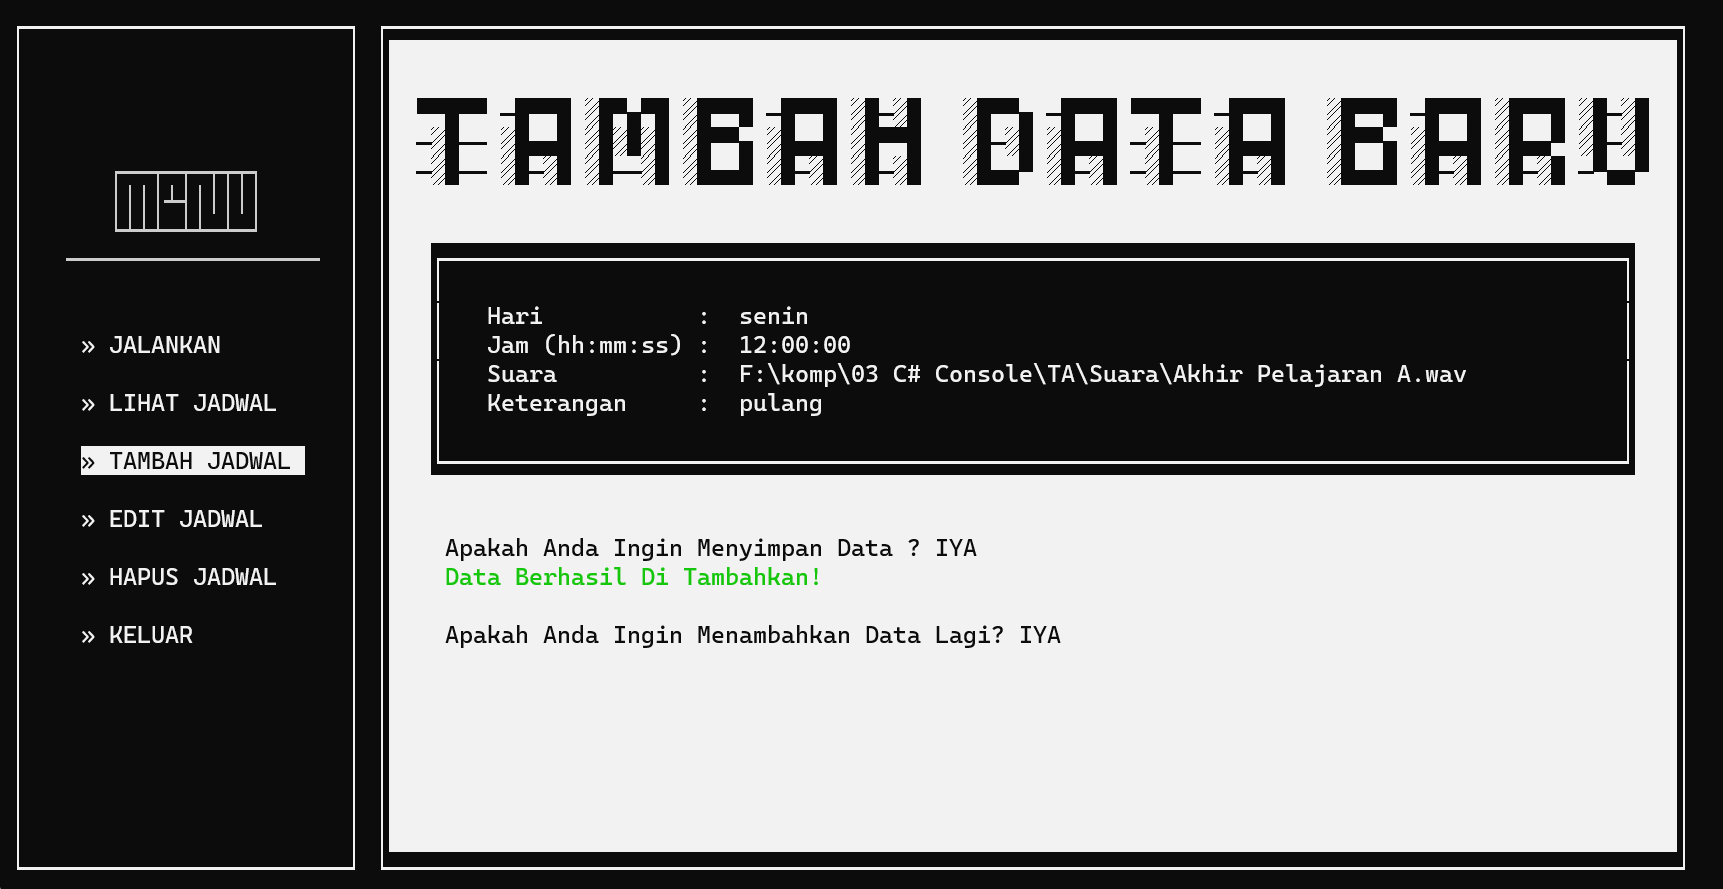 MENU
» JALANKAN
» LIHAT JADWAL
» TAMBAH JADWAL
» EDIT JADWAL
» HAPUS JADWAL
» KELUAR
TAMBAH DATA BARU
Hari : senin
Jam (hh:mm:ss) : 12:00:00
Suara : F:\komp\03 C# Console\TA\Suara\Akhir Pelajaran A.wav
Keterangan : pulang
Apakah Anda Ingin Menyimpan Data ? IYA
Data Berhasil Di Tambahkan!
Apakah Anda Ingin Menambahkan Data Lagi? IYA